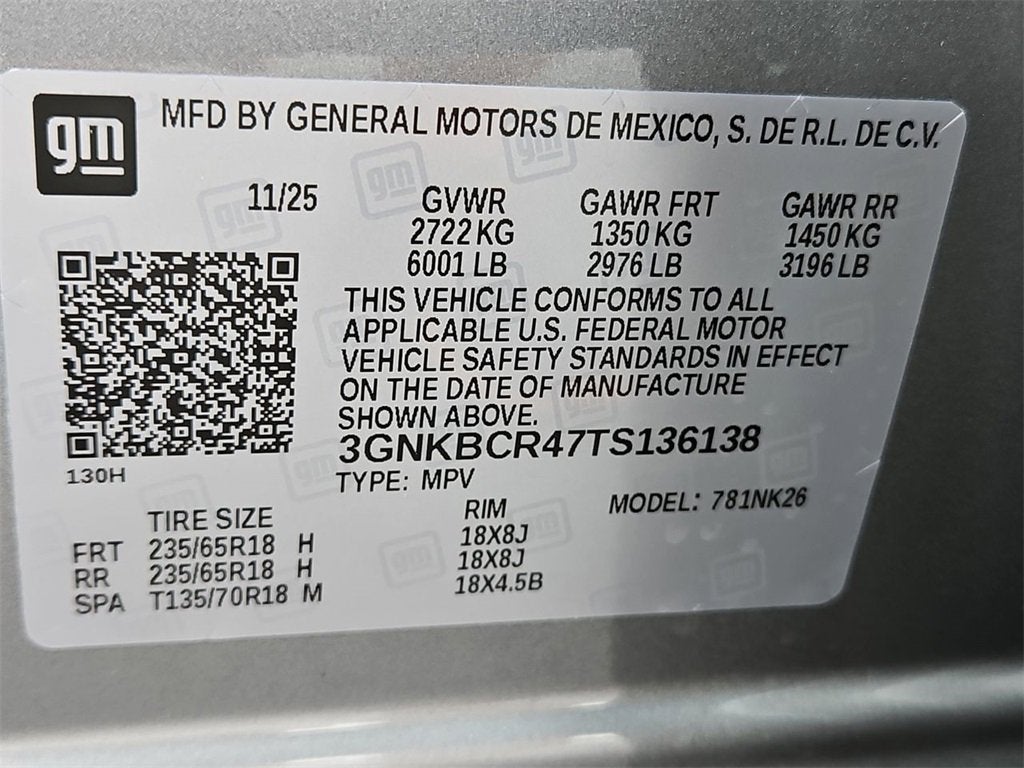 gm
MFD BY GENERAL MOTORS DE MEXICO, S. DE R.L. DE C.V.
11/25 GVWR GAWR FRT GAWR RR
2722 KG 1350 KG 1450 KG
6001 LB 2976 LB 3196 LB
THIS VEHICLE CONFORMS TO ALL
APPLICABLE U.S. FEDERAL MOTOR
VEHICLE SAFETY STANDARDS IN EFFECT
ON THE DATE OF MANUFACTURE
SHOWN ABOVE.
3GNKBCR47TS136138
130H
TYPE: MPV
MODEL: 781NK26
TIRE SIZE RIM
FRT 235/65R18 H 18X8J
RR 235/65R18 H 18X8J
SPA T135/70R18 M 18X4.5B